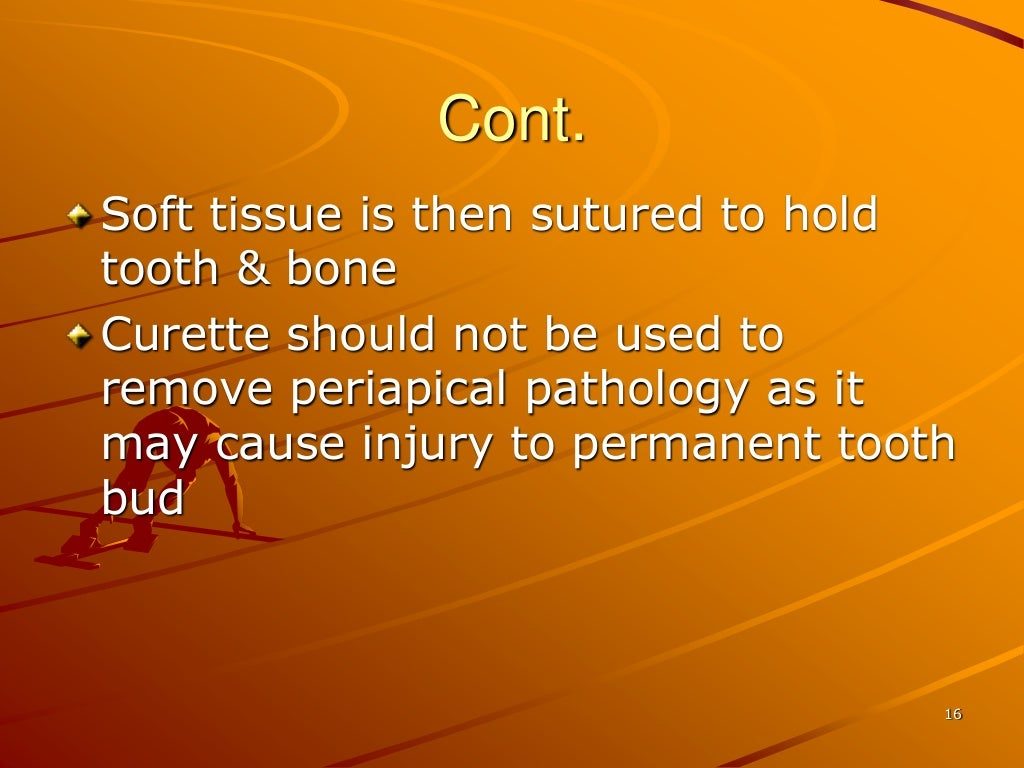 Cont.
Soft tissue is then sutured to hold
tooth & bone
Curette should not be used to
remove periapical pathology as it
may cause injury to permanent tooth
bud
16